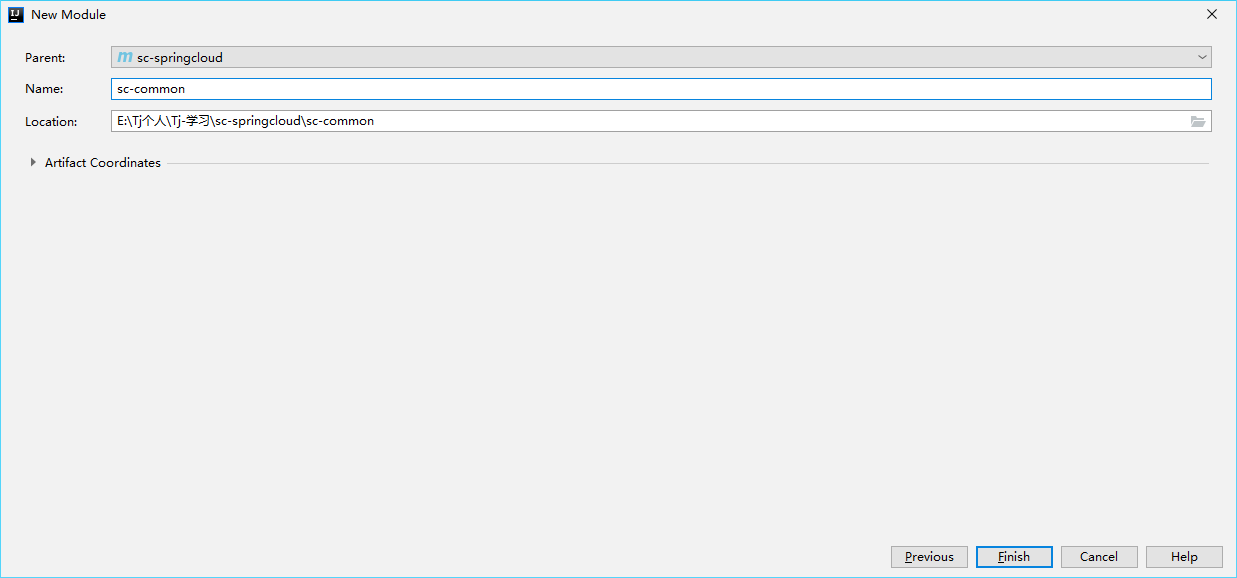 New Module
Parent: m sc-springcloud
Name: sc-common
Location: E:\Tj个人\Tj-学习\sc-springcloud\sc-common
Artifact Coordinates
Previous Finish Cancel Help